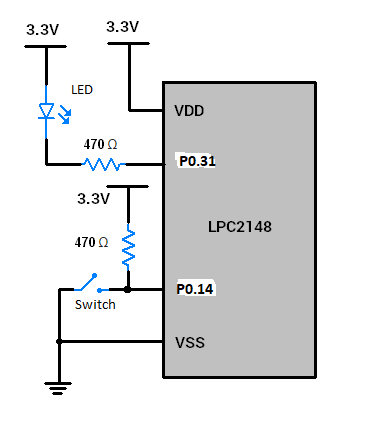 3.3V
3.3V
LED
VDD
470 Ω
P0.31
3.3V
LPC2148
470 Ω
P0.14
Switch
VSS